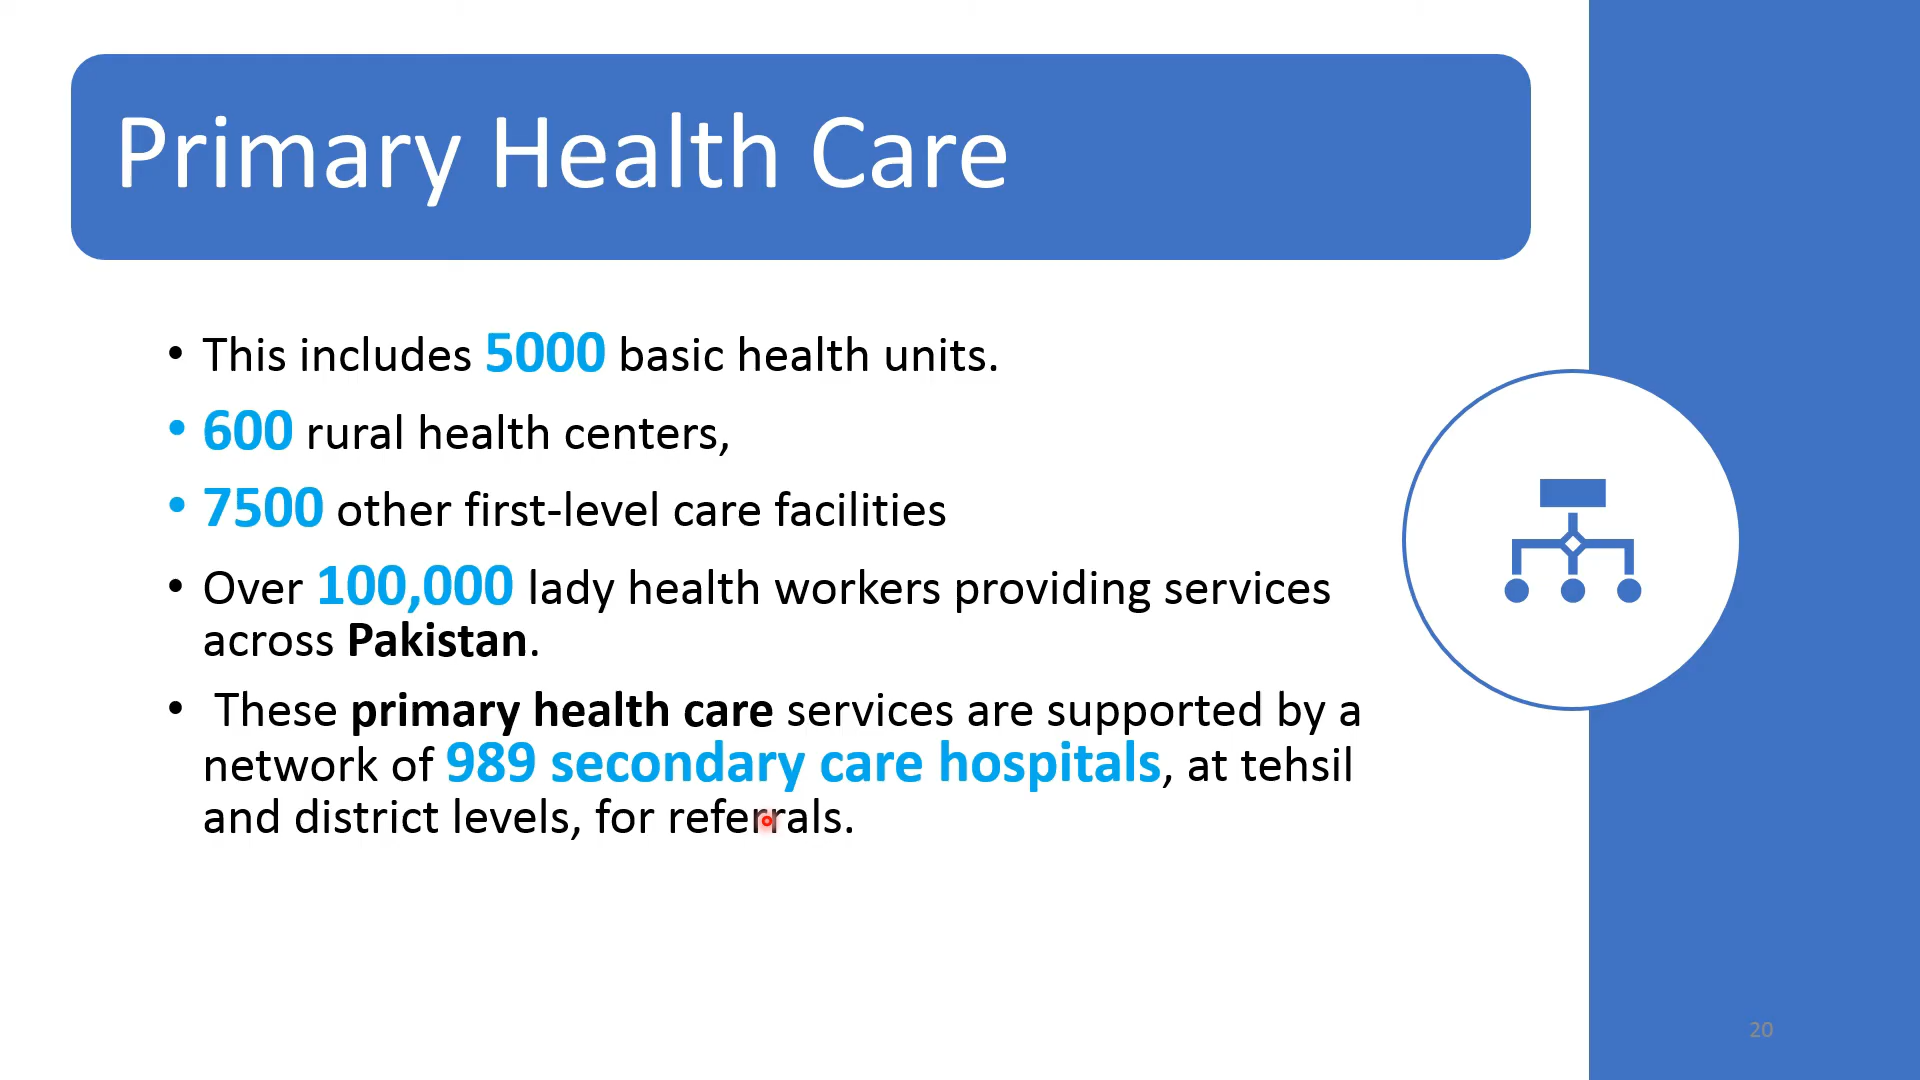 Primary Health Care
• This includes 5000 basic health units.
• 600 rural health centers,
• 7500 other first-level care facilities
• Over 100,000 lady health workers providing services
across Pakistan.
• These primary health care services are supported by a
network of 989 secondary care hospitals, at tehsil
and district levels, for referrals.
20